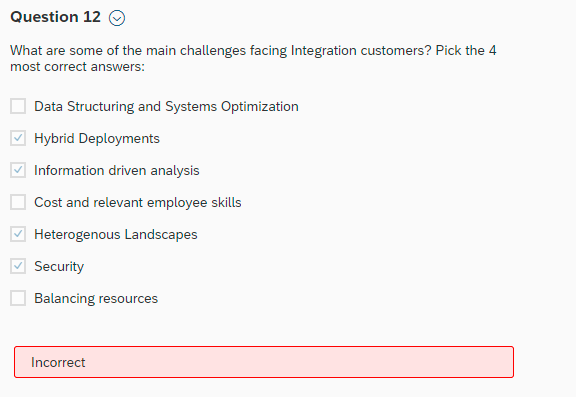 Question 12
What are some of the main challenges facing Integration customers? Pick the 4
most correct answers:
Data Structuring and Systems Optimization
Hybrid Deployments
Information driven analysis
Cost and relevant employee skills
Heterogenous Landscapes
Security
Balancing resources
Incorrect